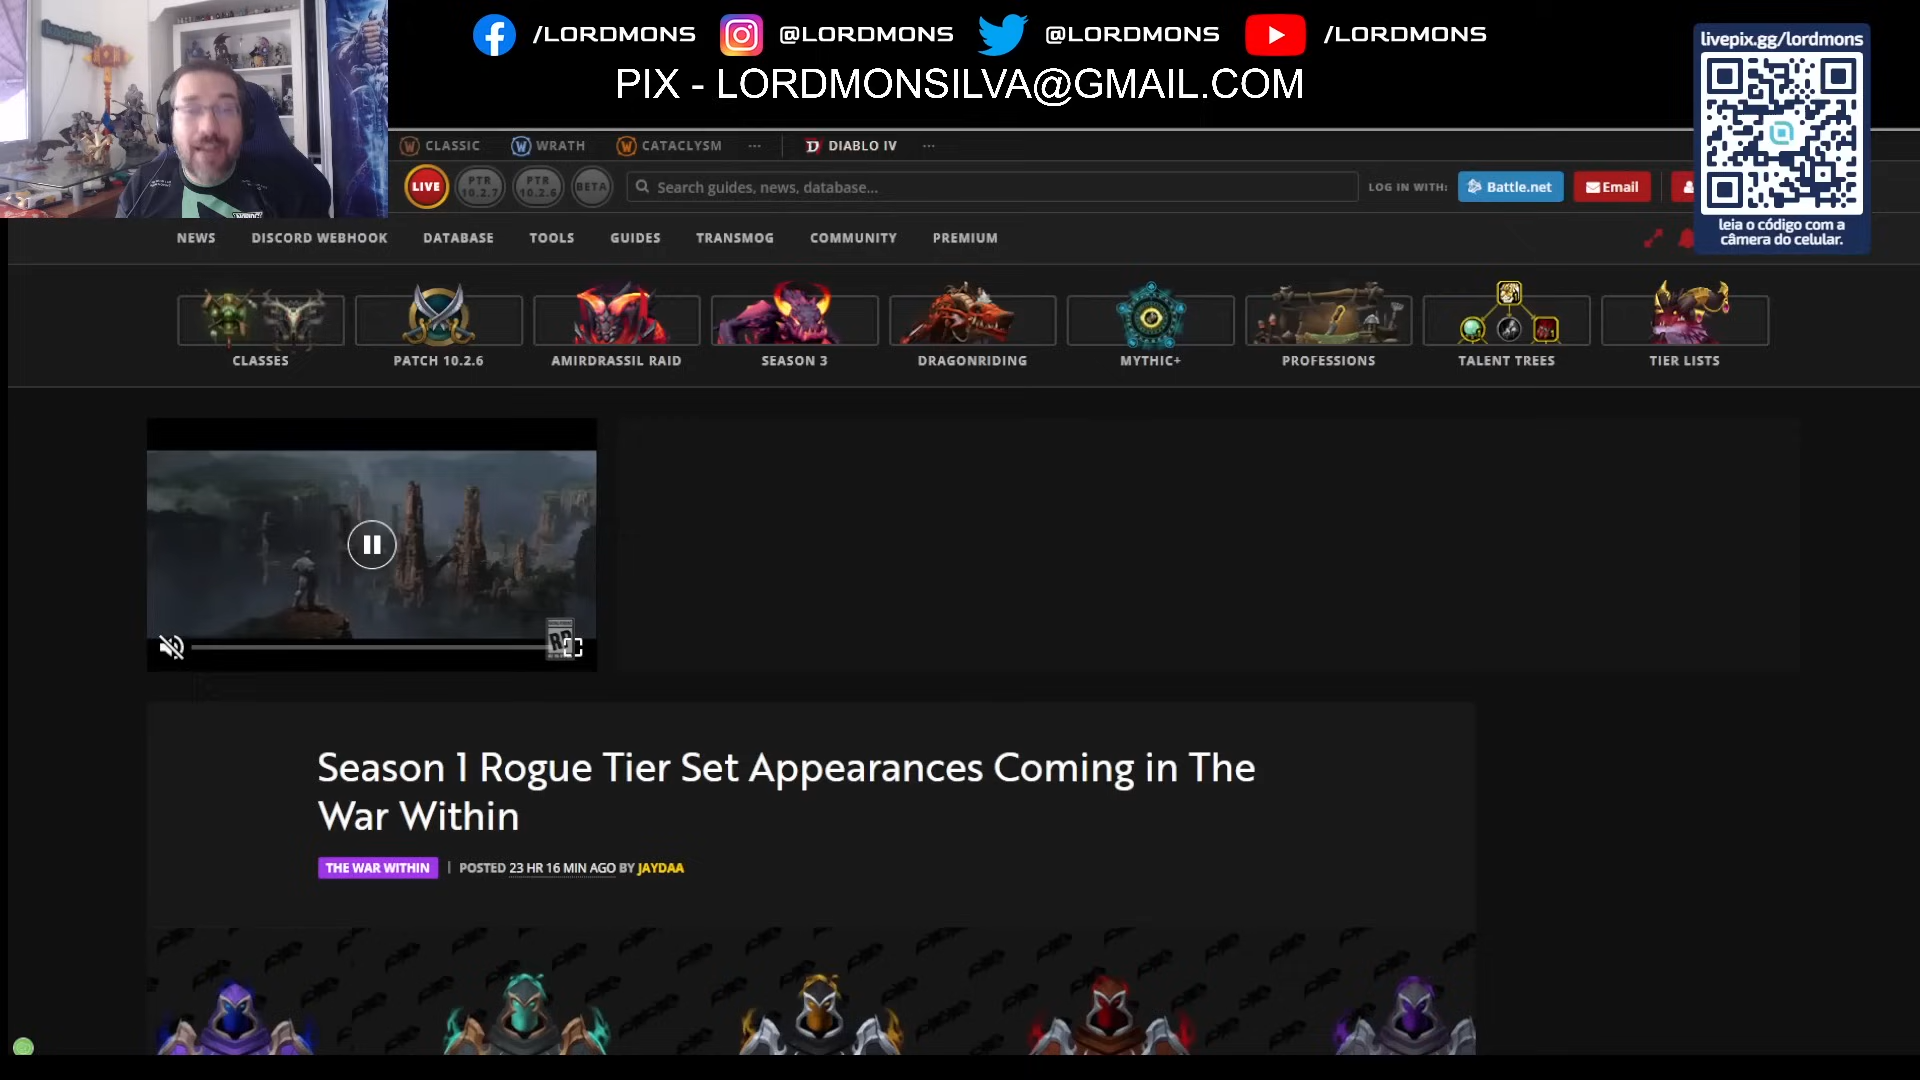 /LORDMONS @LORDMONS @LORDMONS /LORDMONS
PIX - LORDMONSILVA@GMAIL.COM
livepix.gg/lordmons
leia o código com a
câmera do celular.
CLASSIC WRATH CATACLYSM ... DIABLO IV ...
LIVE PTR 10.2.7 PTR 10.2.6 BETA Search guides, news, database... LOG IN WITH: Battle.net Email
NEWS DISCORD WEBHOOK DATABASE TOOLS GUIDES TRANSMOG COMMUNITY PREMIUM
CLASSES PATCH 10.2.6 AMIRDRASSIL RAID SEASON 3 DRAGONRIDING MYTHIC+ PROFESSIONS TALENT TREES TIER LISTS
RP
Season 1 Rogue Tier Set Appearances Coming in The
War Within
THE WAR WITHIN | POSTED 23 HR 16 MIN AGO BY JAYDAA